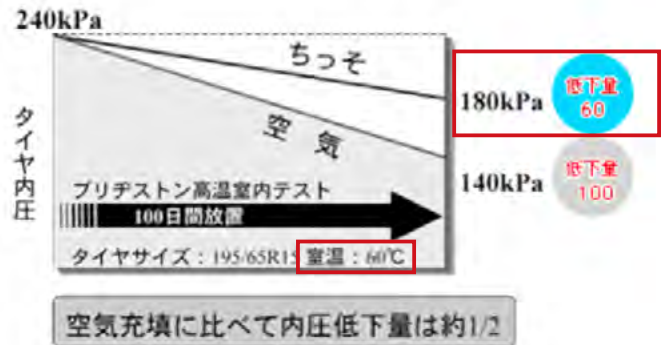 240kPa
ちっそ
空気
タイヤ内圧
180kPa
低下量
60
140kPa
低下量
100
ブリヂストン高温室内テスト
100日間放置
タイヤサイズ：195/65R15 室温：60℃
空気充填に比べて内圧低下量は約1/2